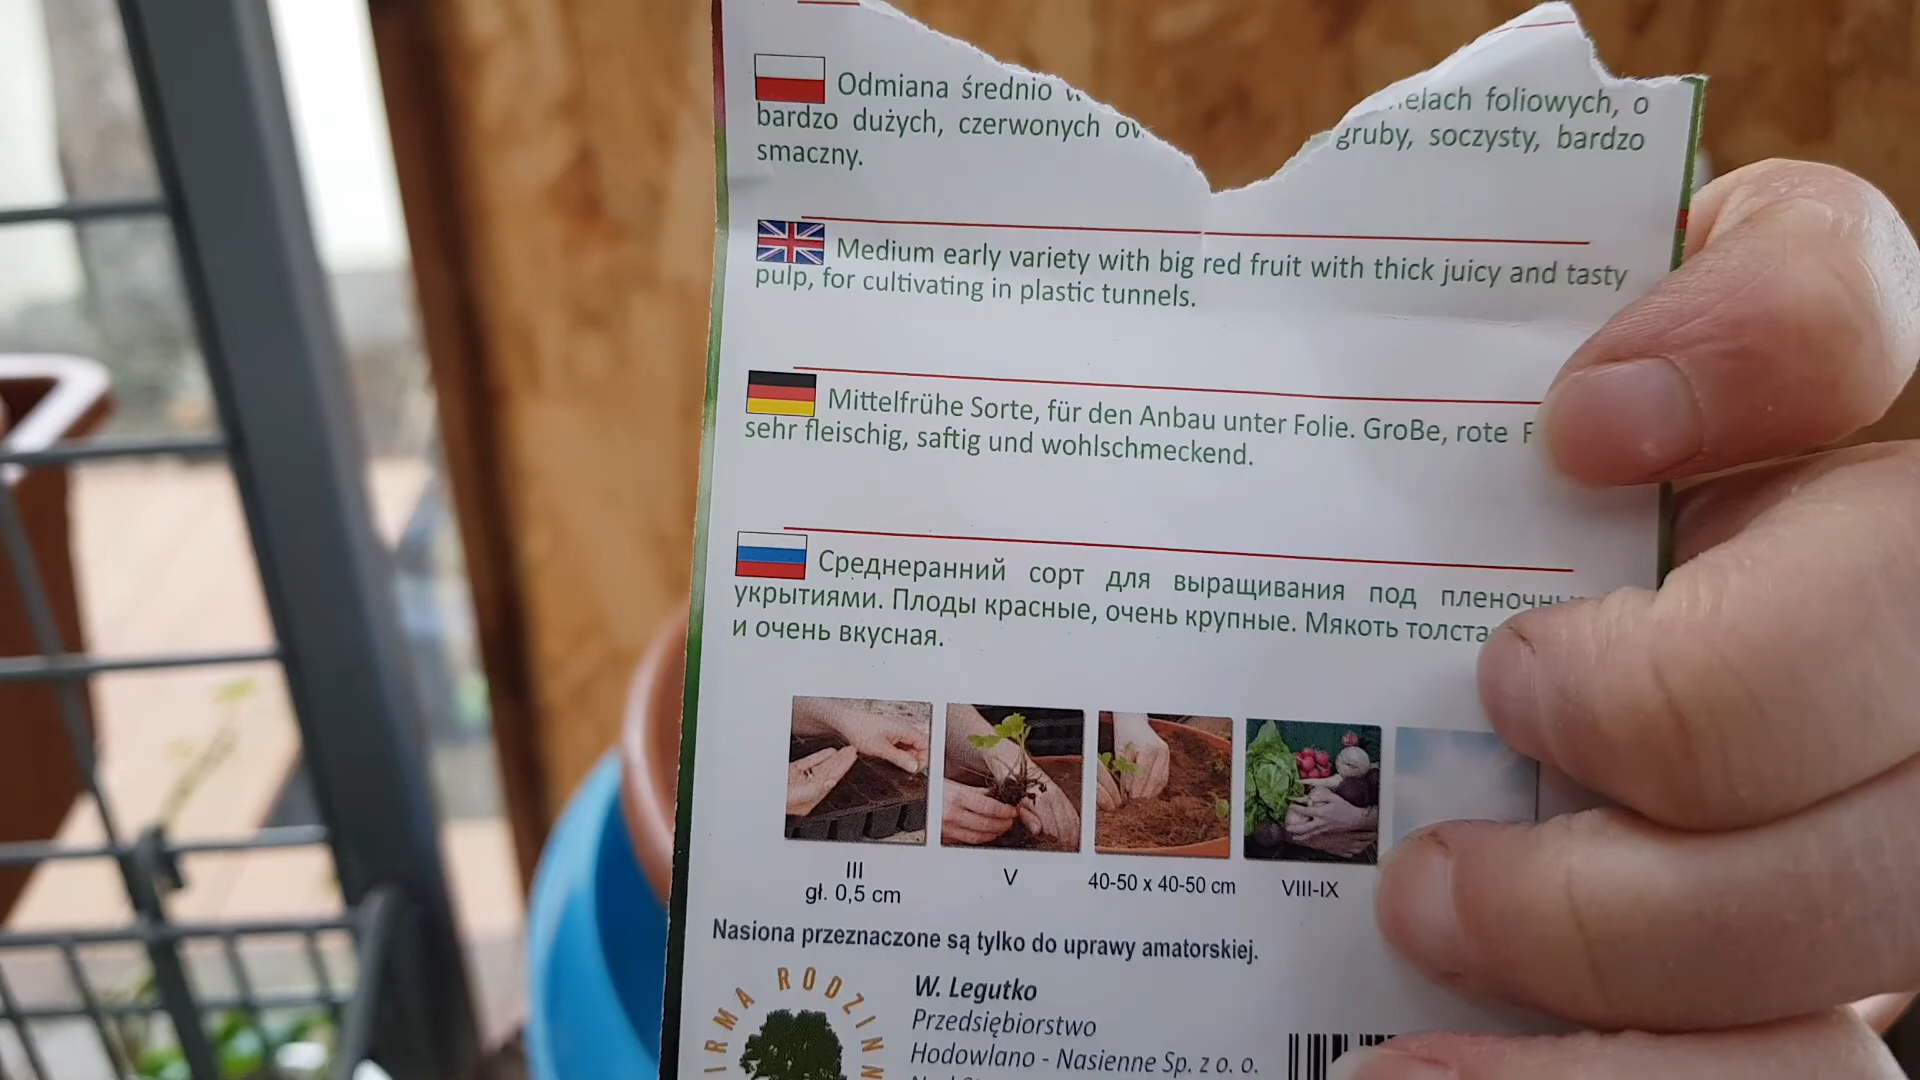 Odmiana średnio foliowych, o
bardzo dużych, czerwonych gruby, soczysty, bardzo
smaczny.
Medium early variety with big red fruit with thick juicy and tasty
pulp, for cultivating in plastic tunnels.
Mittelfrühe Sorte, für den Anbau unter Folie. GroBe, rote
sehr fleischig, saftig und wohlschmeckend.
Среднеранний сорт для выращивания под
укрытиями. Плоды красные, очень крупные. Мякоть
и очень вкусная.
III
gł. 0,5 cm
V
40-50 x 40-50 cm
VIII-IX
Nasiona przeznaczone są tylko do uprawy amatorskiej.
W. Legutko
Przedsiębiorstwo
Hodowlano - Nasienne Sp. z o. o.